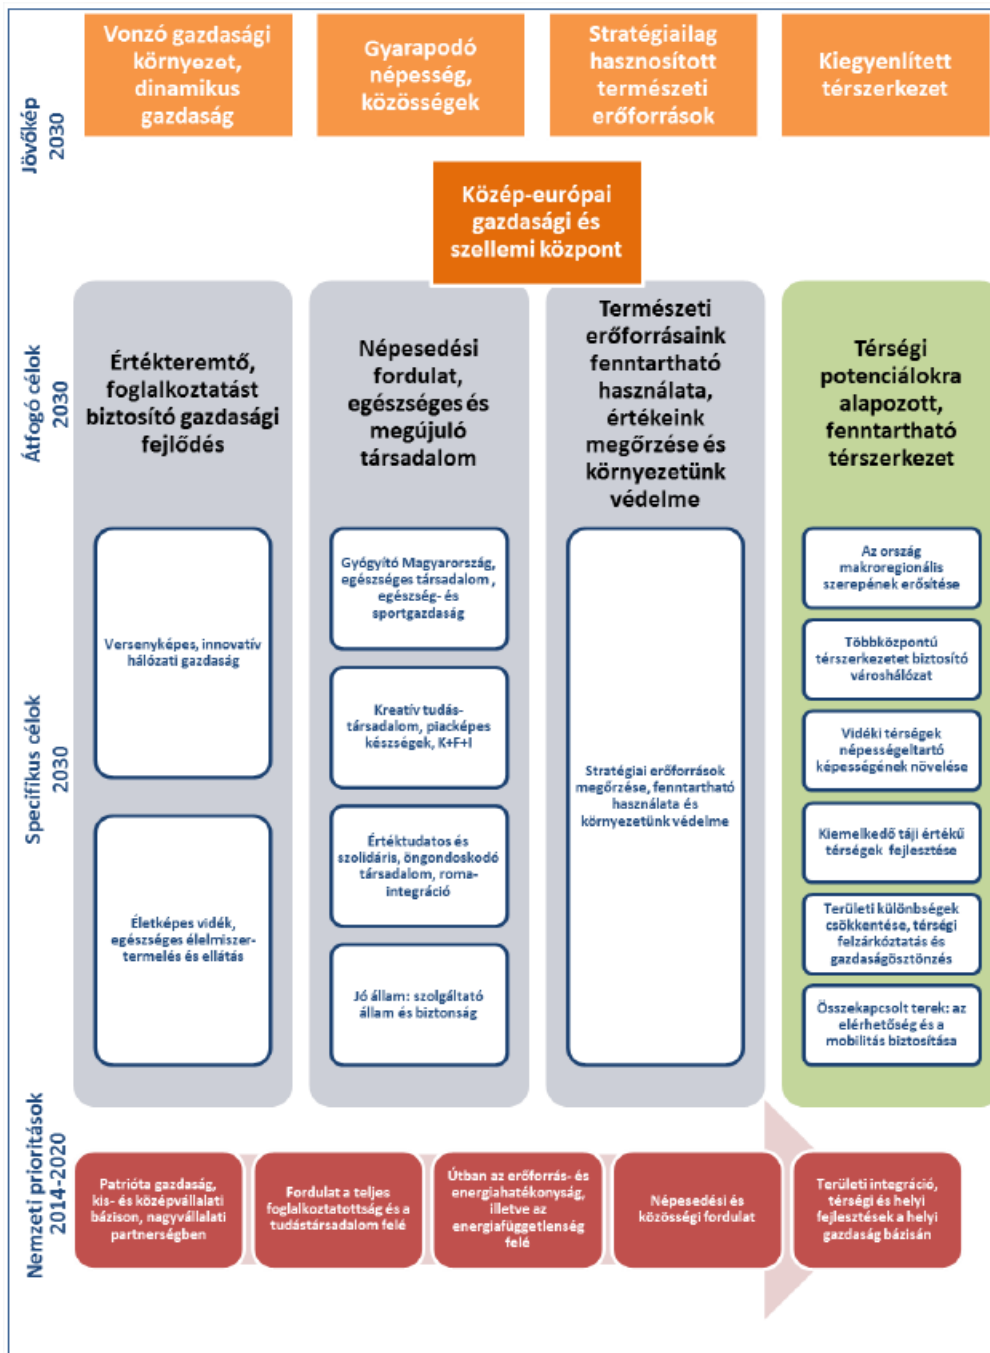 Jövőkép
2030
Vonzó gazdasági
környezet,
dinamikus
gazdaság
Gyarapodó
népesség,
közösségek
Stratégiailag
hasznosított
természeti
erőforrások
Kiegyenlített
térszerkezet
Közép-európai
gazdasági és
szellemi központ
Átfogó célok
2030
Értékteremtő,
foglalkoztatást
biztosító gazdasági
fejlődés
Népesedési
fordulat,
egészséges és
megújuló
társadalom
Természeti
erőforrásaink
fenntartható
használata,
értékeink
megőrzése és
környezetünk
védelme
Térségi
potenciálokra
alapozott,
fenntartható
térszerkezet
Specifikus célok
2030
Versenyképes, innovatív
hálózati gazdaság
Életképes vidék,
egészséges élelmiszer-
termelés és ellátás
Gyógyító Magyarország,
egészséges társadalom ,
egészség- és
sportgazdaság
Kreatív tudás-
társadalom, piacképes
készségek, K+F+I
Értéktudatos és
szolidáris, öngondoskodó
társadalom, roma-
integráció
Jó állam: szolgáltató
állam és biztonság
Stratégiai erőforrások
megőrzése, fenntartható
használata és
környezetünk védelme
Az ország
makroregionális
szerepének erősítése
Többközpontú
térszerkezetet biztosító
városhálózat
Vidéki térségek
népességeltartó
képességének növelése
Kiemelkedő táji értékű
térségek fejlesztése
Területi különbségek
csökkentése, térségi
felzárkóztatás és
gazdaságösztönzés
Összekapcsolt terek: az
elérhetőség és a
mobilitás biztosítása
Nemzeti prioritások
2014-2020
Patrióta gazdaság,
kis- és középvállalati
bázison, nagyvállalati
partnerségben
Fordulat a teljes
foglalkoztatottság és a
tudástársadalom felé
Útban az erőforrás- és
energiahatékonyság,
illetve az
energiafüggetlenség
felé
Népesedési és
közösségi fordulat
Területi integráció,
térségi és helyi
fejlesztések a helyi
gazdaság bázisán